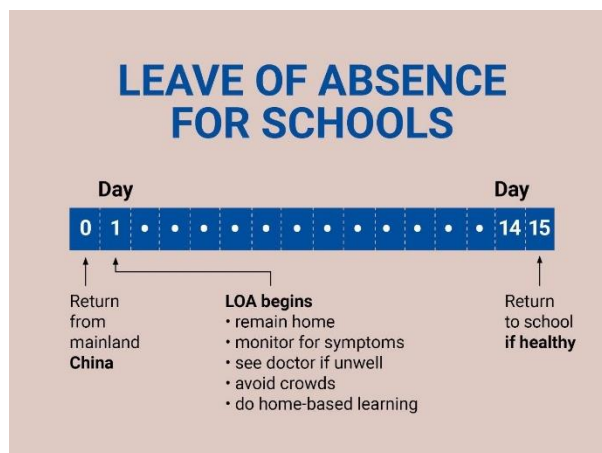 LEAVE OF ABSENCE
FOR SCHOOLS
Day
Day
0 1 • • • • • • • • • • • • 14 15
Return
from
mainland
China
LOA begins
• remain home
• monitor for symptoms
• see doctor if unwell
• avoid crowds
• do home-based learning
Return
to school
if healthy